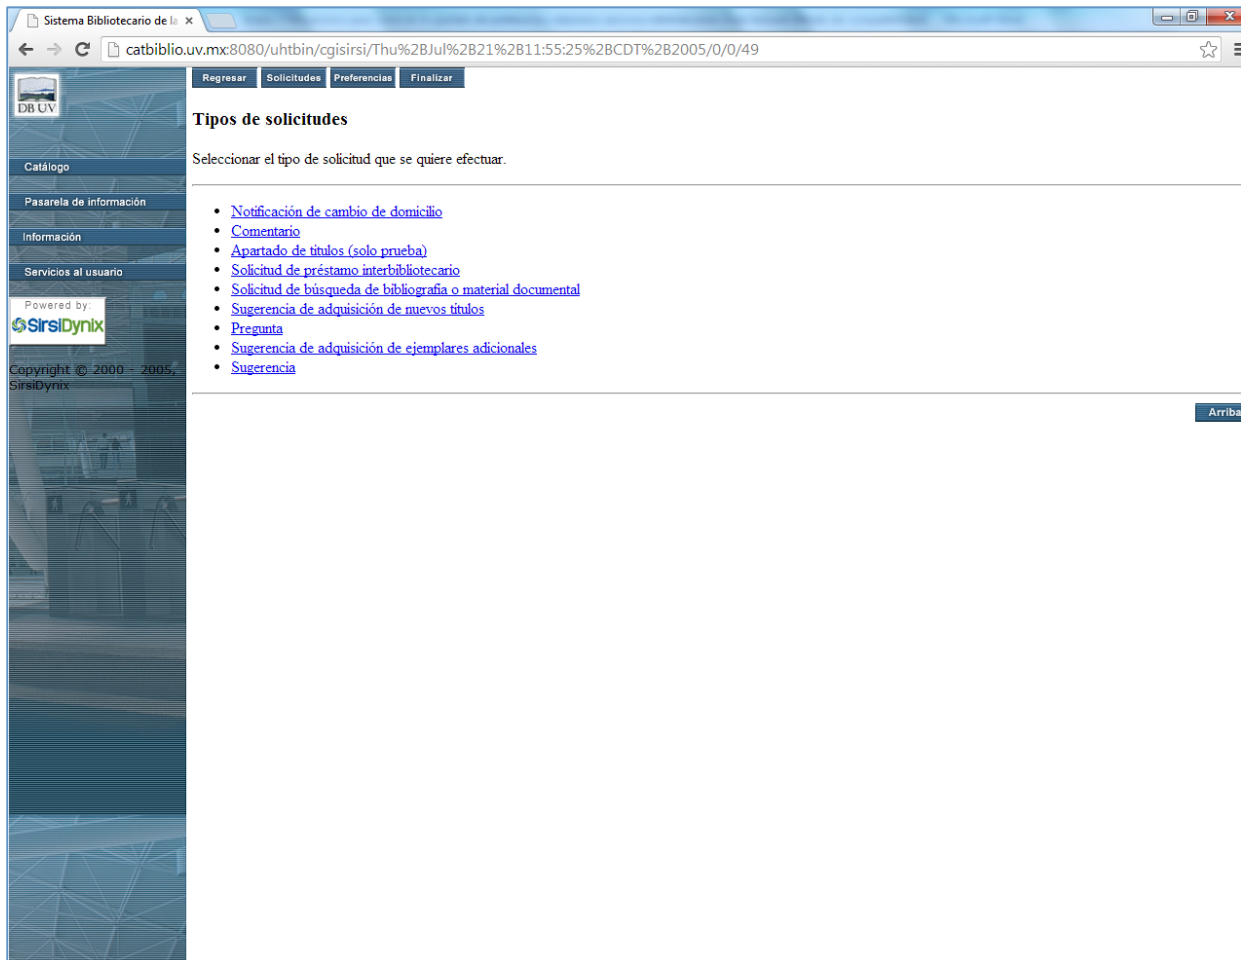 Sistema Bibliotecario de la
catbiblio.uv.mx:8080/uhtbin/cgisirsi/Thu%2BJul%2B21%2B11:55:25%2BCDT%2B2005/0/0/49
DB UV
Regresar Solicitudes Preferencias Finalizar
Tipos de solicitudes
Seleccionar el tipo de solicitud que se quiere efectuar.
Catálogo
Pasarela de información
Información
Servicios al usuario
Powered by:
SirsiDynix
Copyright © 2000 - 2005,
SirsiDynix
Notificación de cambio de domicilio
Comentario
Apartado de titulos (solo prueba)
Solicitud de préstamo interbibliotecario
Solicitud de búsqueda de bibliografía o material documental
Sugerencia de adquisición de nuevos títulos
Pregunta
Sugerencia de adquisición de ejemplares adicionales
Sugerencia
Arriba